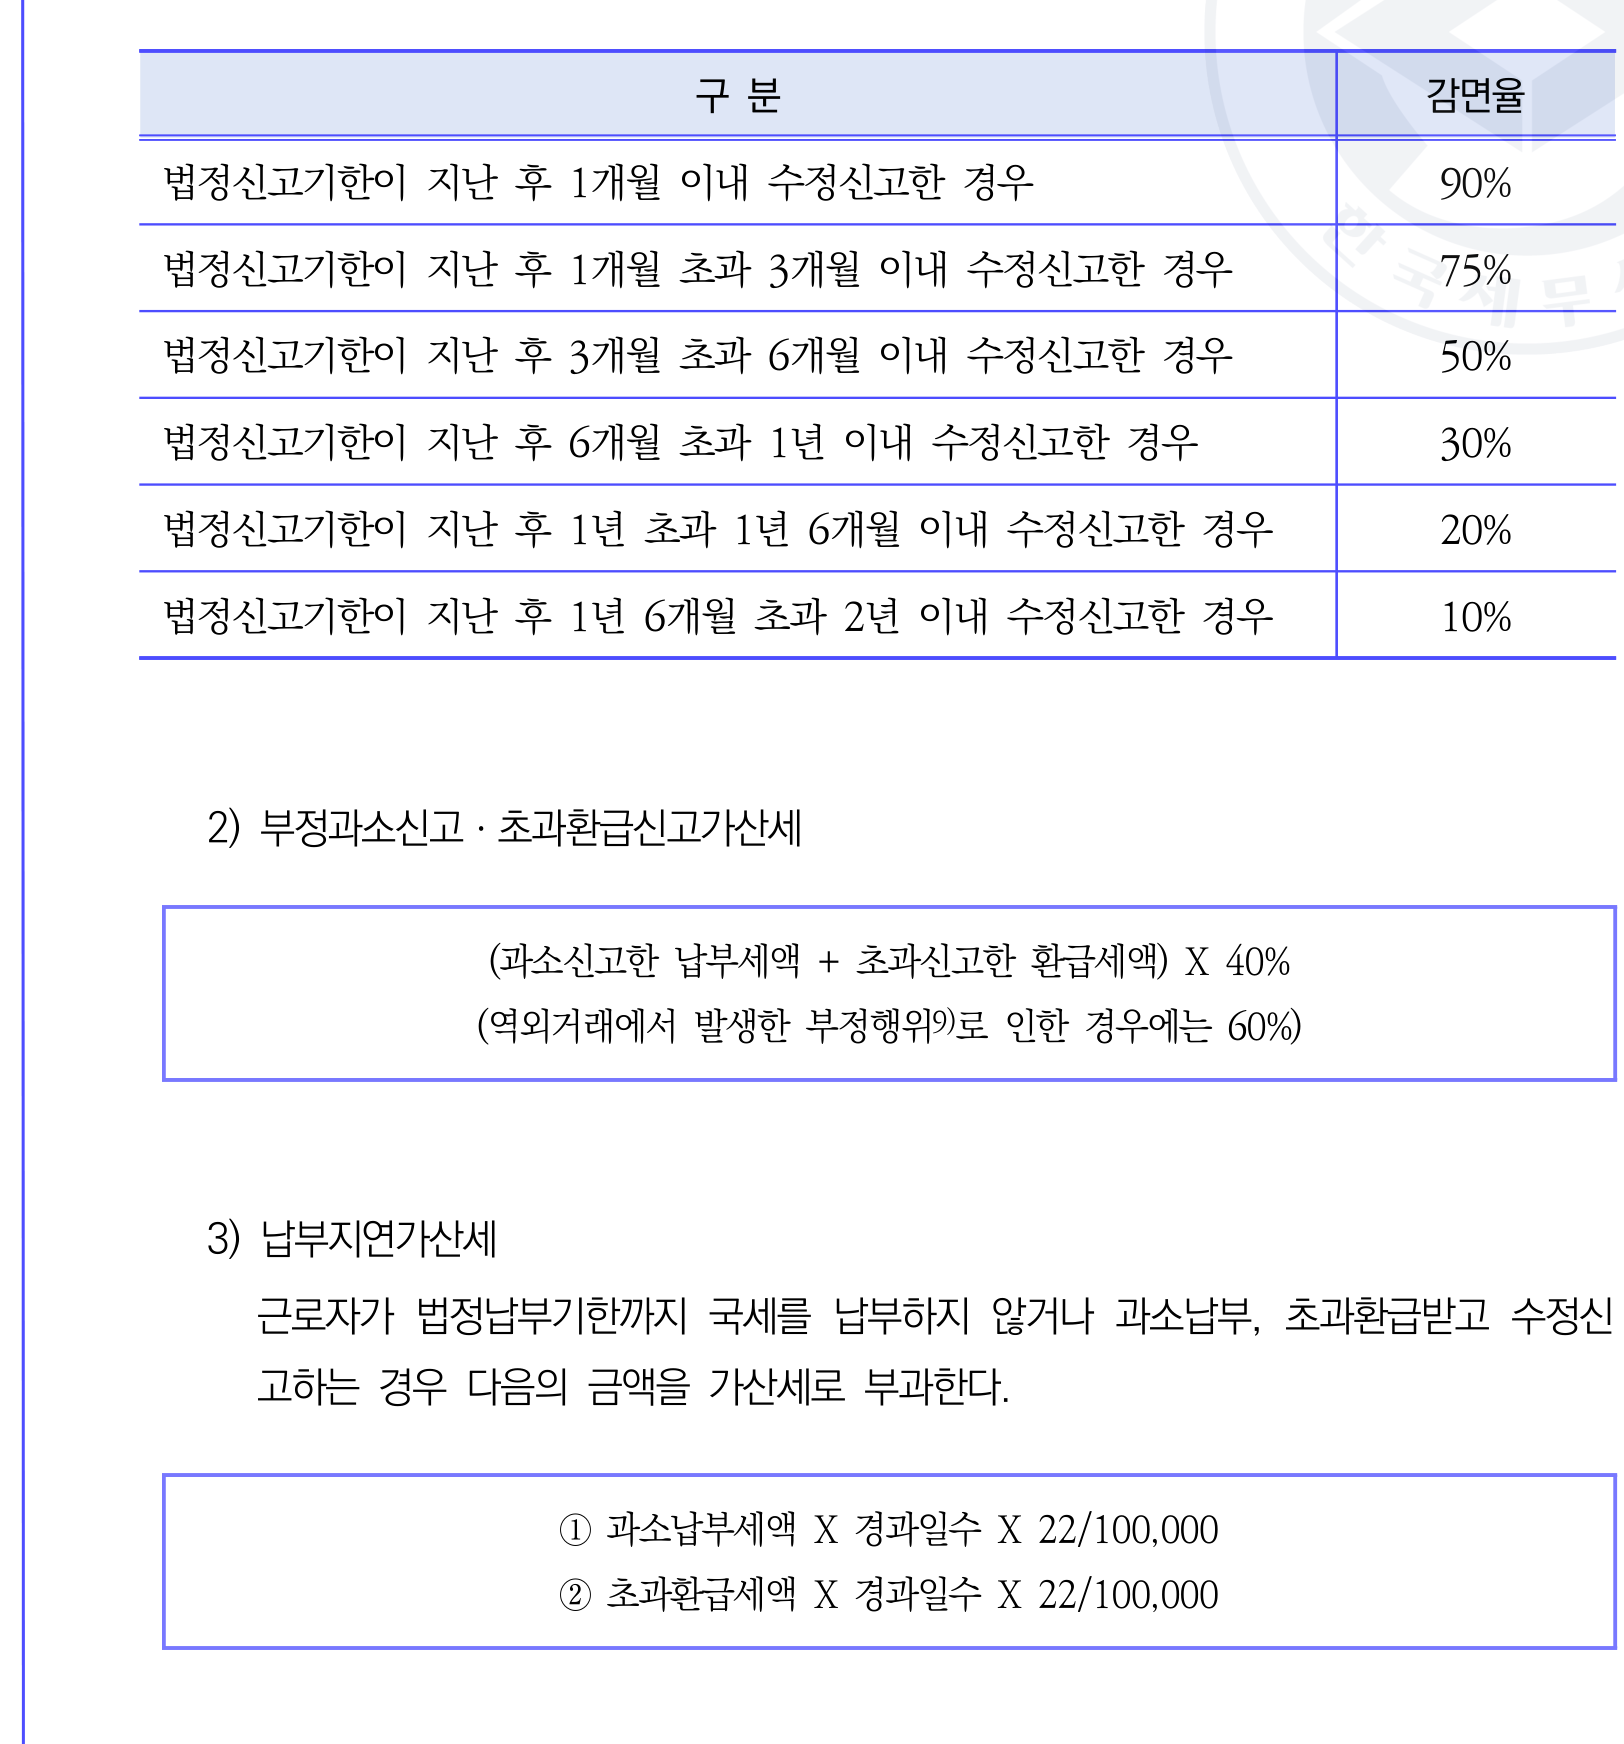 구 분 감면율
법정신고기한이 지난 후 1개월 이내 수정신고한 경우 90%
법정신고기한이 지난 후 1개월 초과 3개월 이내 수정신고한 경우 75%
법정신고기한이 지난 후 3개월 초과 6개월 이내 수정신고한 경우 50%
법정신고기한이 지난 후 6개월 초과 1년 이내 수정신고한 경우 30%
법정신고기한이 지난 후 1년 초과 1년 6개월 이내 수정신고한 경우 20%
법정신고기한이 지난 후 1년 6개월 초과 2년 이내 수정신고한 경우 10%
한국세무
2) 부정과소신고 · 초과환급신고가산세
(과소신고한 납부세액 + 초과신고한 환급세액) X 40%
(역외거래에서 발생한 부정행위9)로 인한 경우에는 60%)
3) 납부지연가산세
근로자가 법정납부기한까지 국세를 납부하지 않거나 과소납부, 초과환급받고 수정신
고하는 경우 다음의 금액을 가산세로 부과한다.
① 과소납부세액 X 경과일수 X 22/100,000
② 초과환급세액 X 경과일수 X 22/100,000